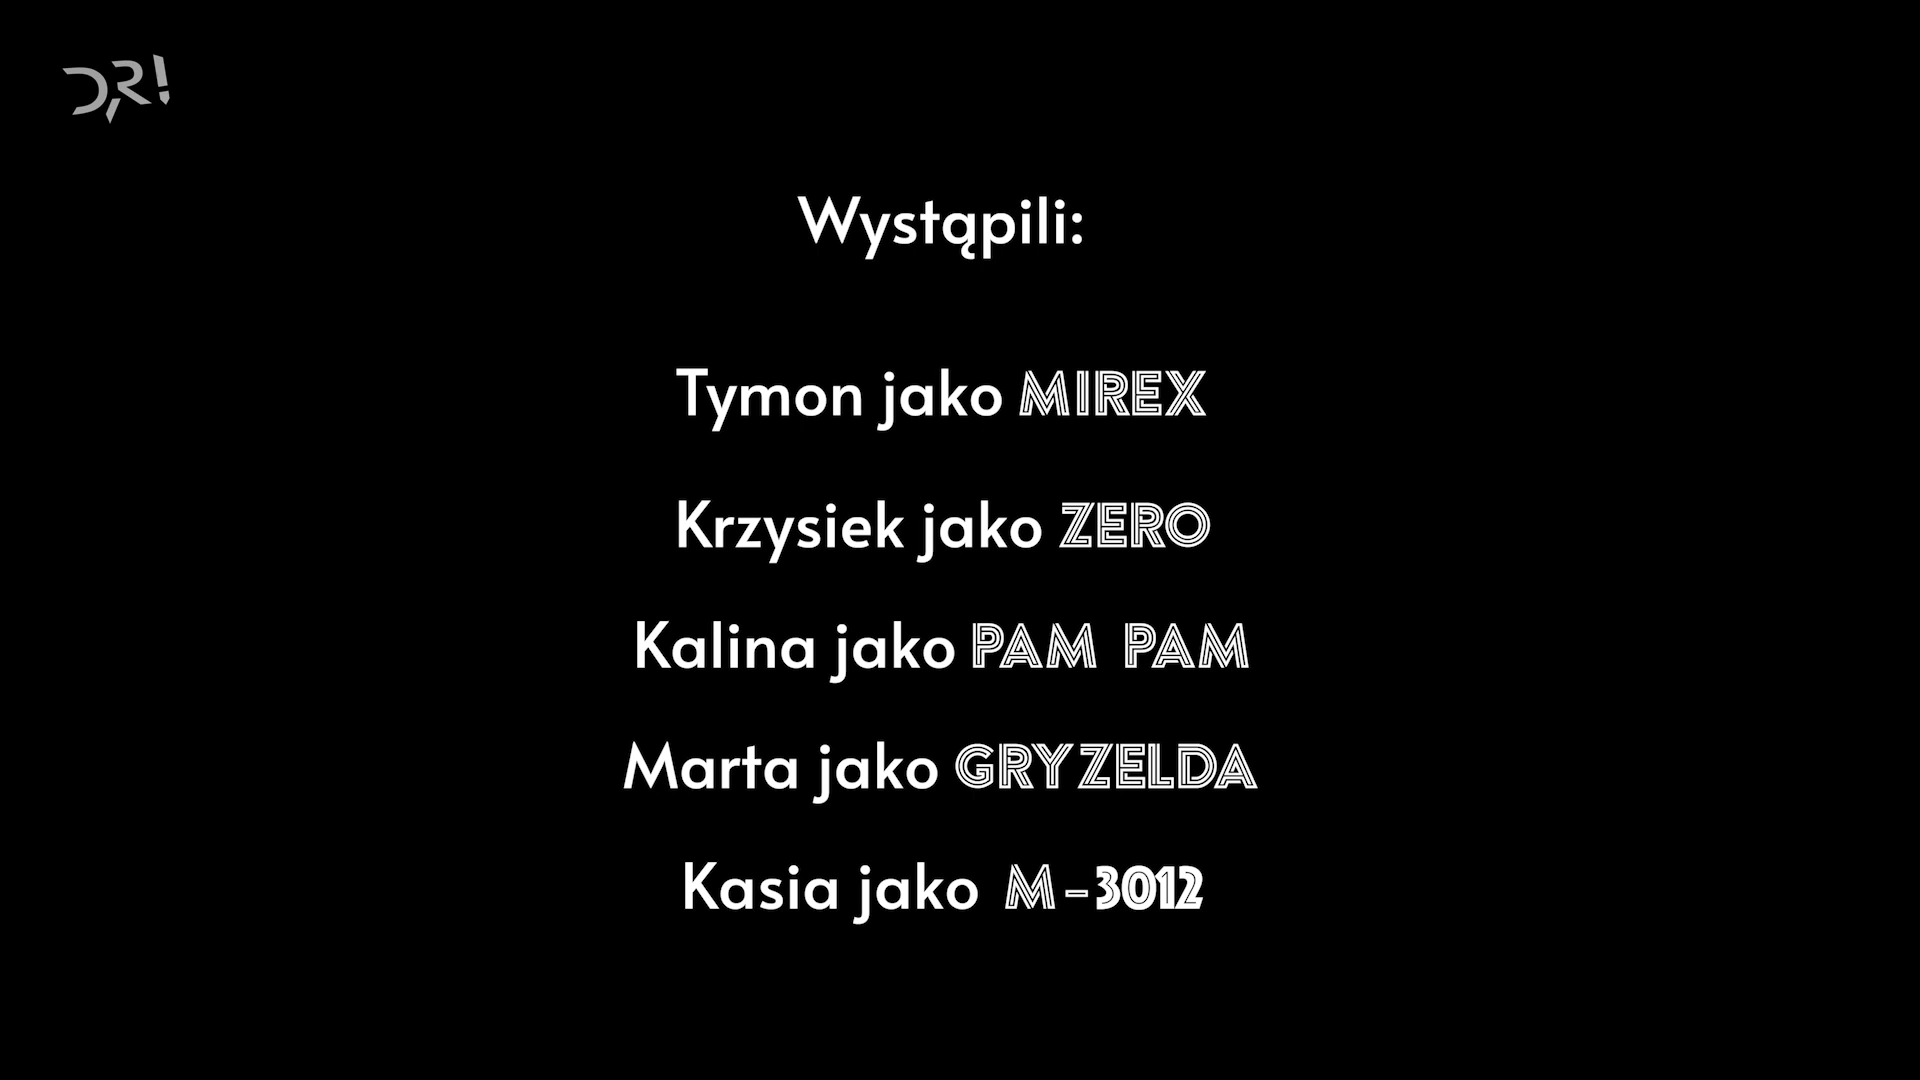 DR!
Wystąpili:
Tymon jako MIREX
Krzysiek jako ZERO
Kalina jako PAM PAM
Marta jako GRYZELDA
Kasia jako M-3012